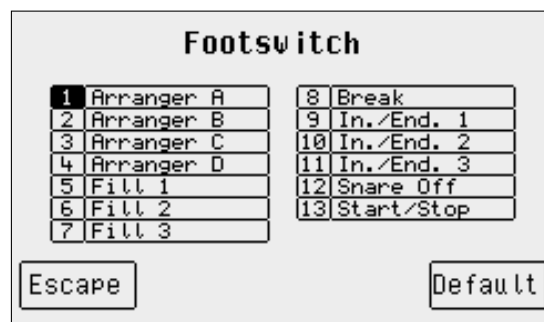 Footswitch
1 Arranger A
2 Arranger B
3 Arranger C
4 Arranger D
5 Fill 1
6 Fill 2
7 Fill 3
8 Break
9 In./End. 1
10 In./End. 2
11 In./End. 3
12 Snare Off
13 Start/Stop
Escape
Default